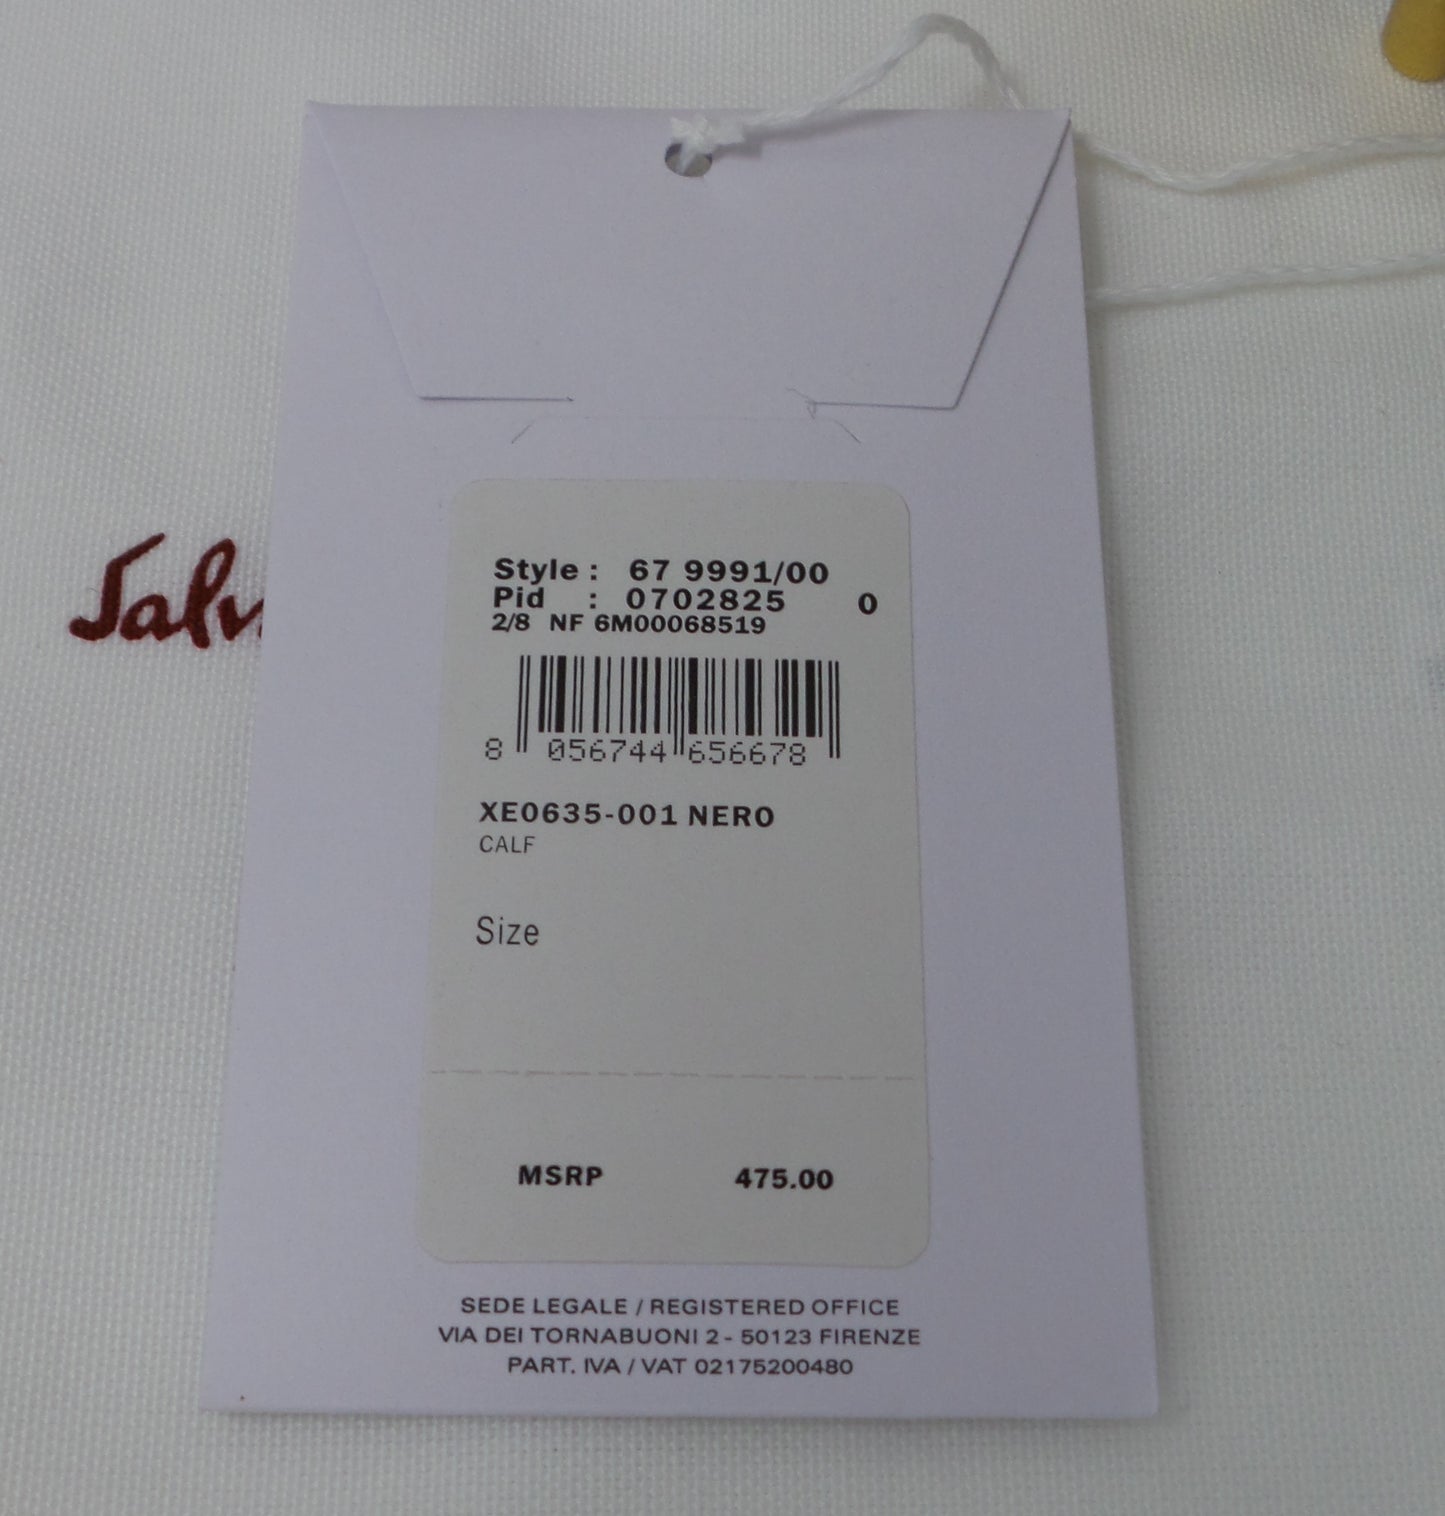 Salv
Style : 67 9991/00
Pid : 0702825 0
2/8 NF 6M00068519
8 056744 656678
XE0635-001 NERO
CALF
Size
MSRP 475.00
SEDE LEGALE / REGISTERED OFFICE
VIA DEI TORNABUONI 2 - 50123 FIRENZE
PART. IVA / VAT 02175200480